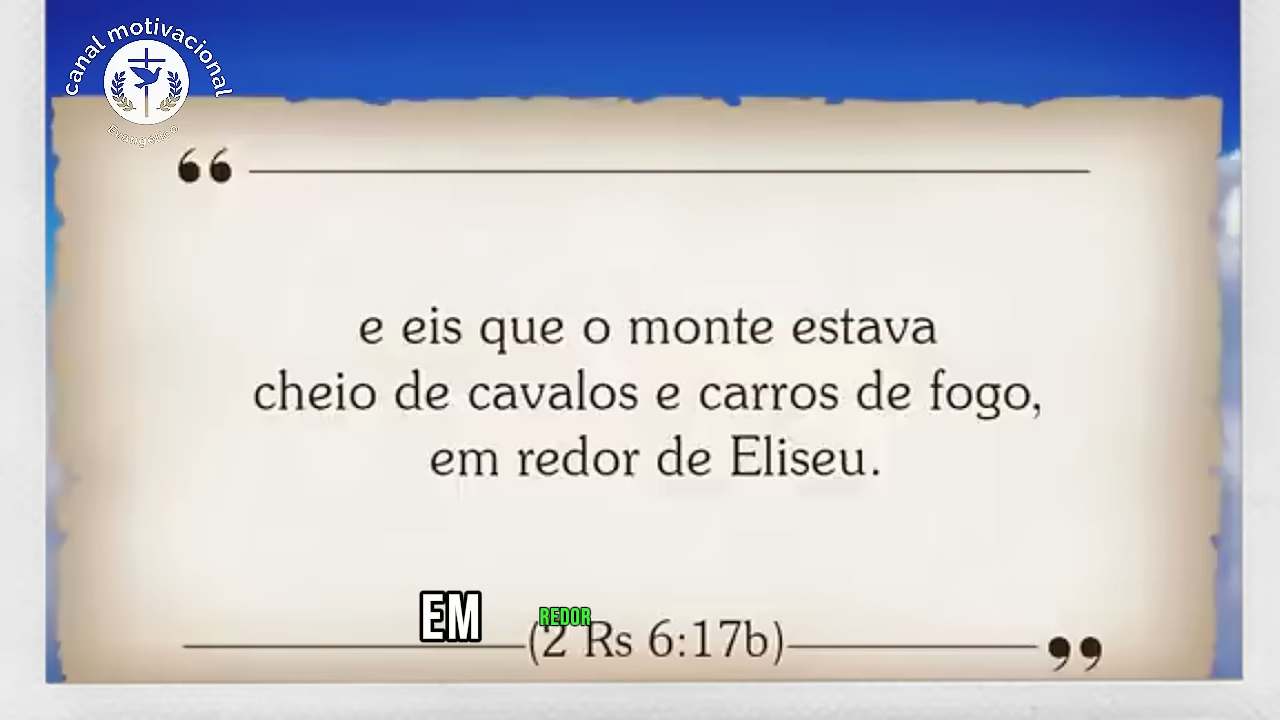 canal motivacional
Evangélico
“
e eis que o monte estava
cheio de cavalos e carros de fogo,
em redor de Eliseu.
EM REDOR
(2 Rs 6:17b)
”